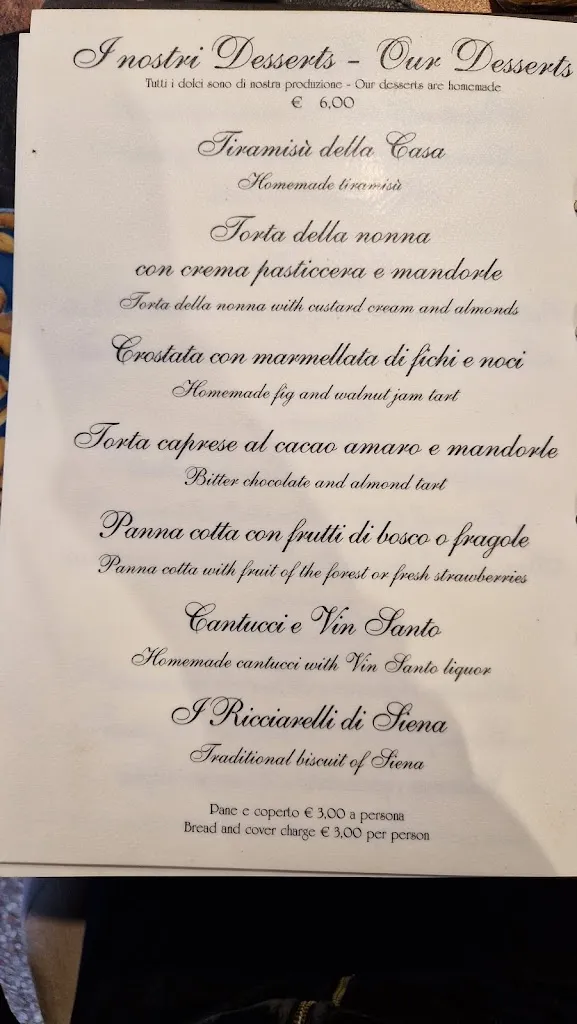 I nostri Desserts - Our Desserts
Tutti i dolci sono di nostra produzione - Our desserts are homemade
€ 6,00
Tiramisù della Casa
Homemade tiramisù
Torta della nonna
con crema pasticcera e mandorle
Torta della nonna with custard cream and almonds
Crostata con marmellata di fichi e noci
Homemade fig and walnut jam tart
Torta caprese al cacao amaro e mandorle
Bitter chocolate and almond tart
Panna cotta con frutti di bosco o fragole
Panna cotta with fruit of the forest or fresh strawberries
Cantucci e Vin Santo
Homemade cantucci with Vin Santo liquor
I Ricciarelli di Siena
Traditional biscuit of Siena
Pane e coperto € 3,00 a persona
Bread and cover charge € 3,00 per person